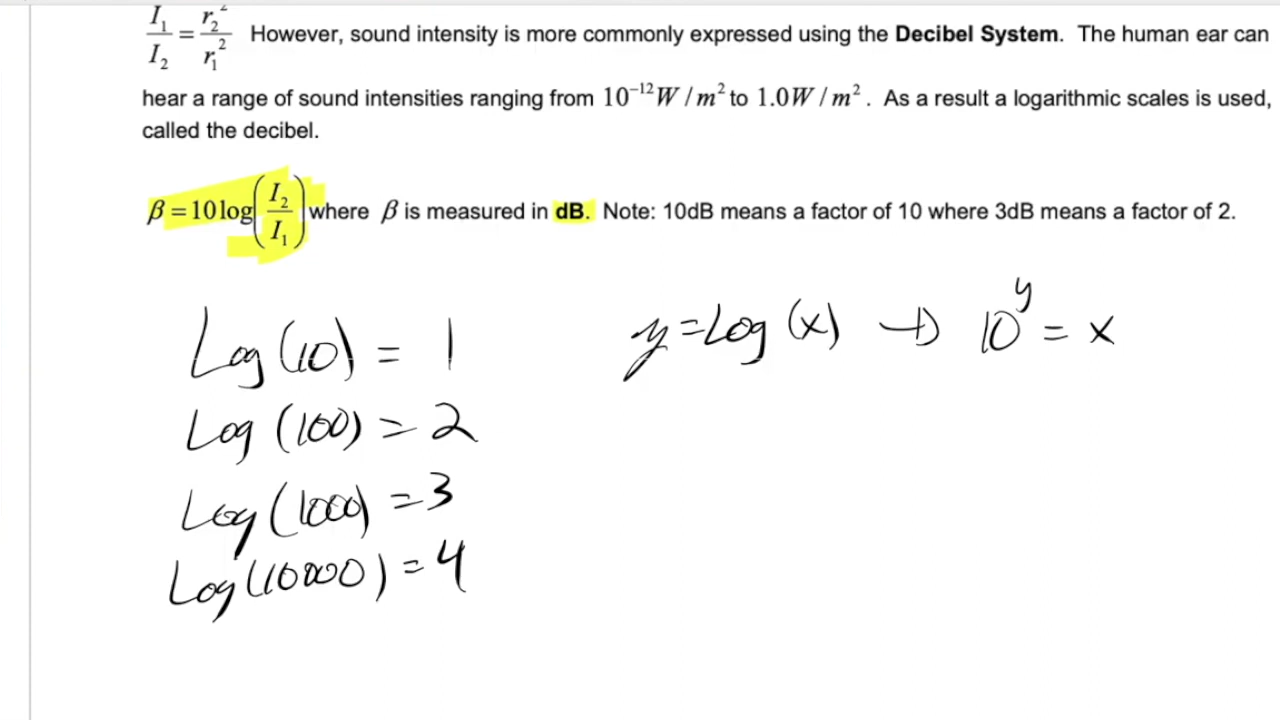 I₁/I₂ = r₂²/r₁² However, sound intensity is more commonly expressed using the Decibel System. The human ear can
hear a range of sound intensities ranging from 10⁻¹²W / m² to 1.0W / m². As a result a logarithmic scales is used,
called the decibel.
β = 10 log(I₂/I₁) where β is measured in dB. Note: 10dB means a factor of 10 where 3dB means a factor of 2.
Log (10) = 1 y = Log (x) → 10ʸ = x
Log (100) = 2
Log (1000) = 3
Log (10000) = 4